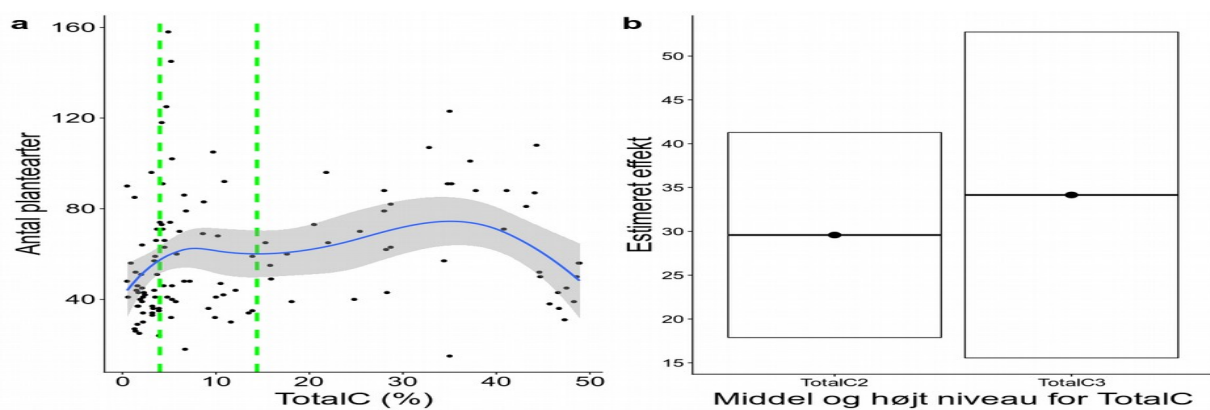 a
Antal plantearter
160
120
80
40
0 10 20 30 40 50
TotalC (%)
b
Estimeret effekt
50
45
40
35
30
25
20
15
TotalC2 TotalC3
Middel og højt niveau for TotalC